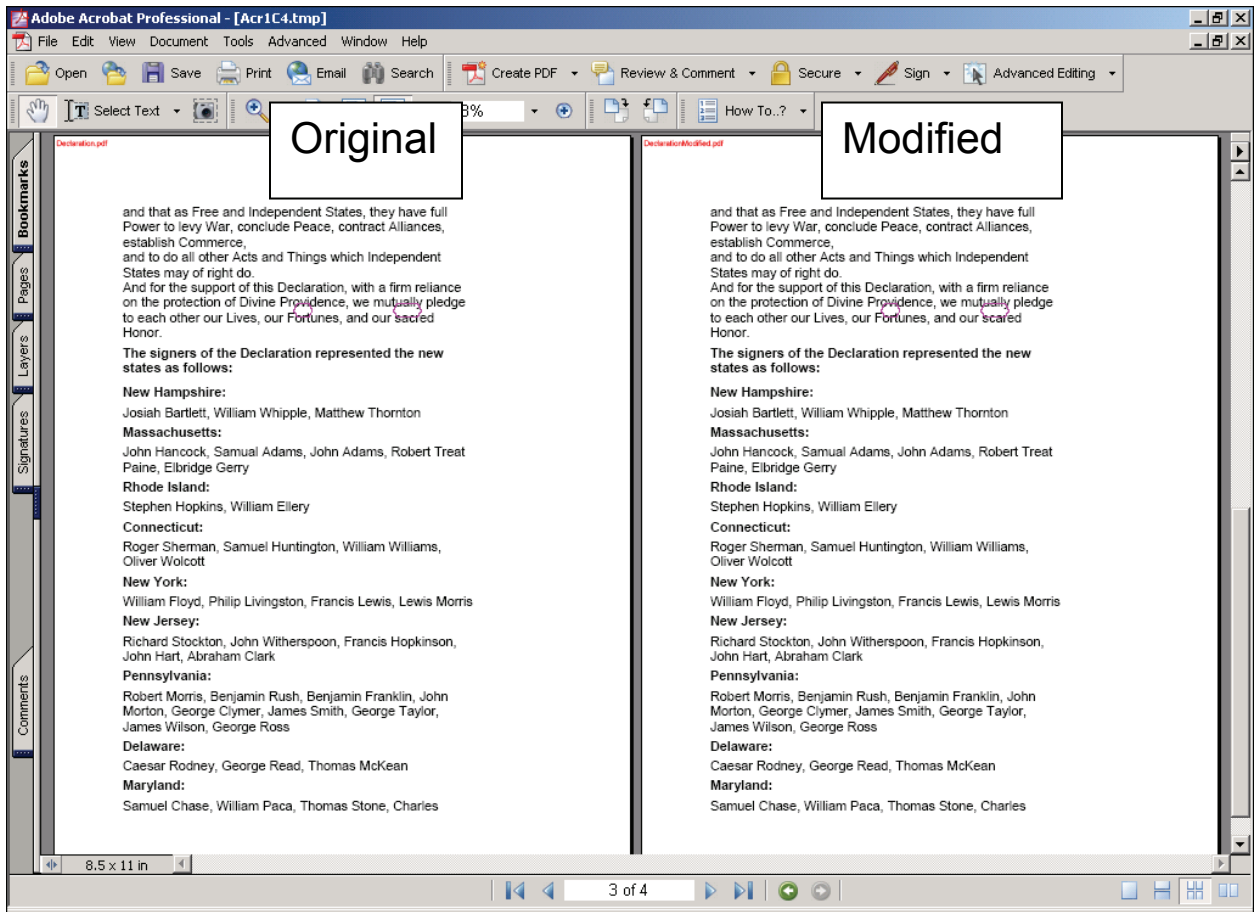 Adobe Acrobat Professional - [Acr1C4.tmp]
File Edit View Document Tools Advanced Window Help
Open Save Print Email Search Create PDF Review & Comment Secure Sign Advanced Editing
Select Text 8% How To..?
Original
Modified
Bookmarks
Pages
Layers
Signatures
Comments
Declaration.pdf
and that as Free and Independent States, they have full
Power to levy War, conclude Peace, contract Alliances,
establish Commerce,
and to do all other Acts and Things which Independent
States may of right do.
And for the support of this Declaration, with a firm reliance
on the protection of Divine Providence, we mutually pledge
to each other our Lives, our Fortunes, and our sacred
Honor.
The signers of the Declaration represented the new
states as follows:
New Hampshire:
Josiah Bartlett, William Whipple, Matthew Thornton
Massachusetts:
John Hancock, Samual Adams, John Adams, Robert Treat
Paine, Elbridge Gerry
Rhode Island:
Stephen Hopkins, William Ellery
Connecticut:
Roger Sherman, Samuel Huntington, William Williams,
Oliver Wolcott
New York:
William Floyd, Philip Livingston, Francis Lewis, Lewis Morris
New Jersey:
Richard Stockton, John Witherspoon, Francis Hopkinson,
John Hart, Abraham Clark
Pennsylvania:
Robert Morris, Benjamin Rush, Benjamin Franklin, John
Morton, George Clymer, James Smith, George Taylor,
James Wilson, George Ross
Delaware:
Caesar Rodney, George Read, Thomas McKean
Maryland:
Samuel Chase, William Paca, Thomas Stone, Charles
DeclarationModified.pdf
and that as Free and Independent States, they have full
Power to levy War, conclude Peace, contract Alliances,
establish Commerce,
and to do all other Acts and Things which Independent
States may of right do.
And for the support of this Declaration, with a firm reliance
on the protection of Divine Providence, we mutually pledge
to each other our Lives, our Fortunes, and our scared
Honor.
The signers of the Declaration represented the new
states as follows:
New Hampshire:
Josiah Bartlett, William Whipple, Matthew Thornton
Massachusetts:
John Hancock, Samual Adams, John Adams, Robert Treat
Paine, Elbridge Gerry
Rhode Island:
Stephen Hopkins, William Ellery
Connecticut:
Roger Sherman, Samuel Huntington, William Williams,
Oliver Wolcott
New York:
William Floyd, Philip Livingston, Francis Lewis, Lewis Morris
New Jersey:
Richard Stockton, John Witherspoon, Francis Hopkinson,
John Hart, Abraham Clark
Pennsylvania:
Robert Morris, Benjamin Rush, Benjamin Franklin, John
Morton, George Clymer, James Smith, George Taylor,
James Wilson, George Ross
Delaware:
Caesar Rodney, George Read, Thomas McKean
Maryland:
Samuel Chase, William Paca, Thomas Stone, Charles
8.5 x 11 in
3 of 4